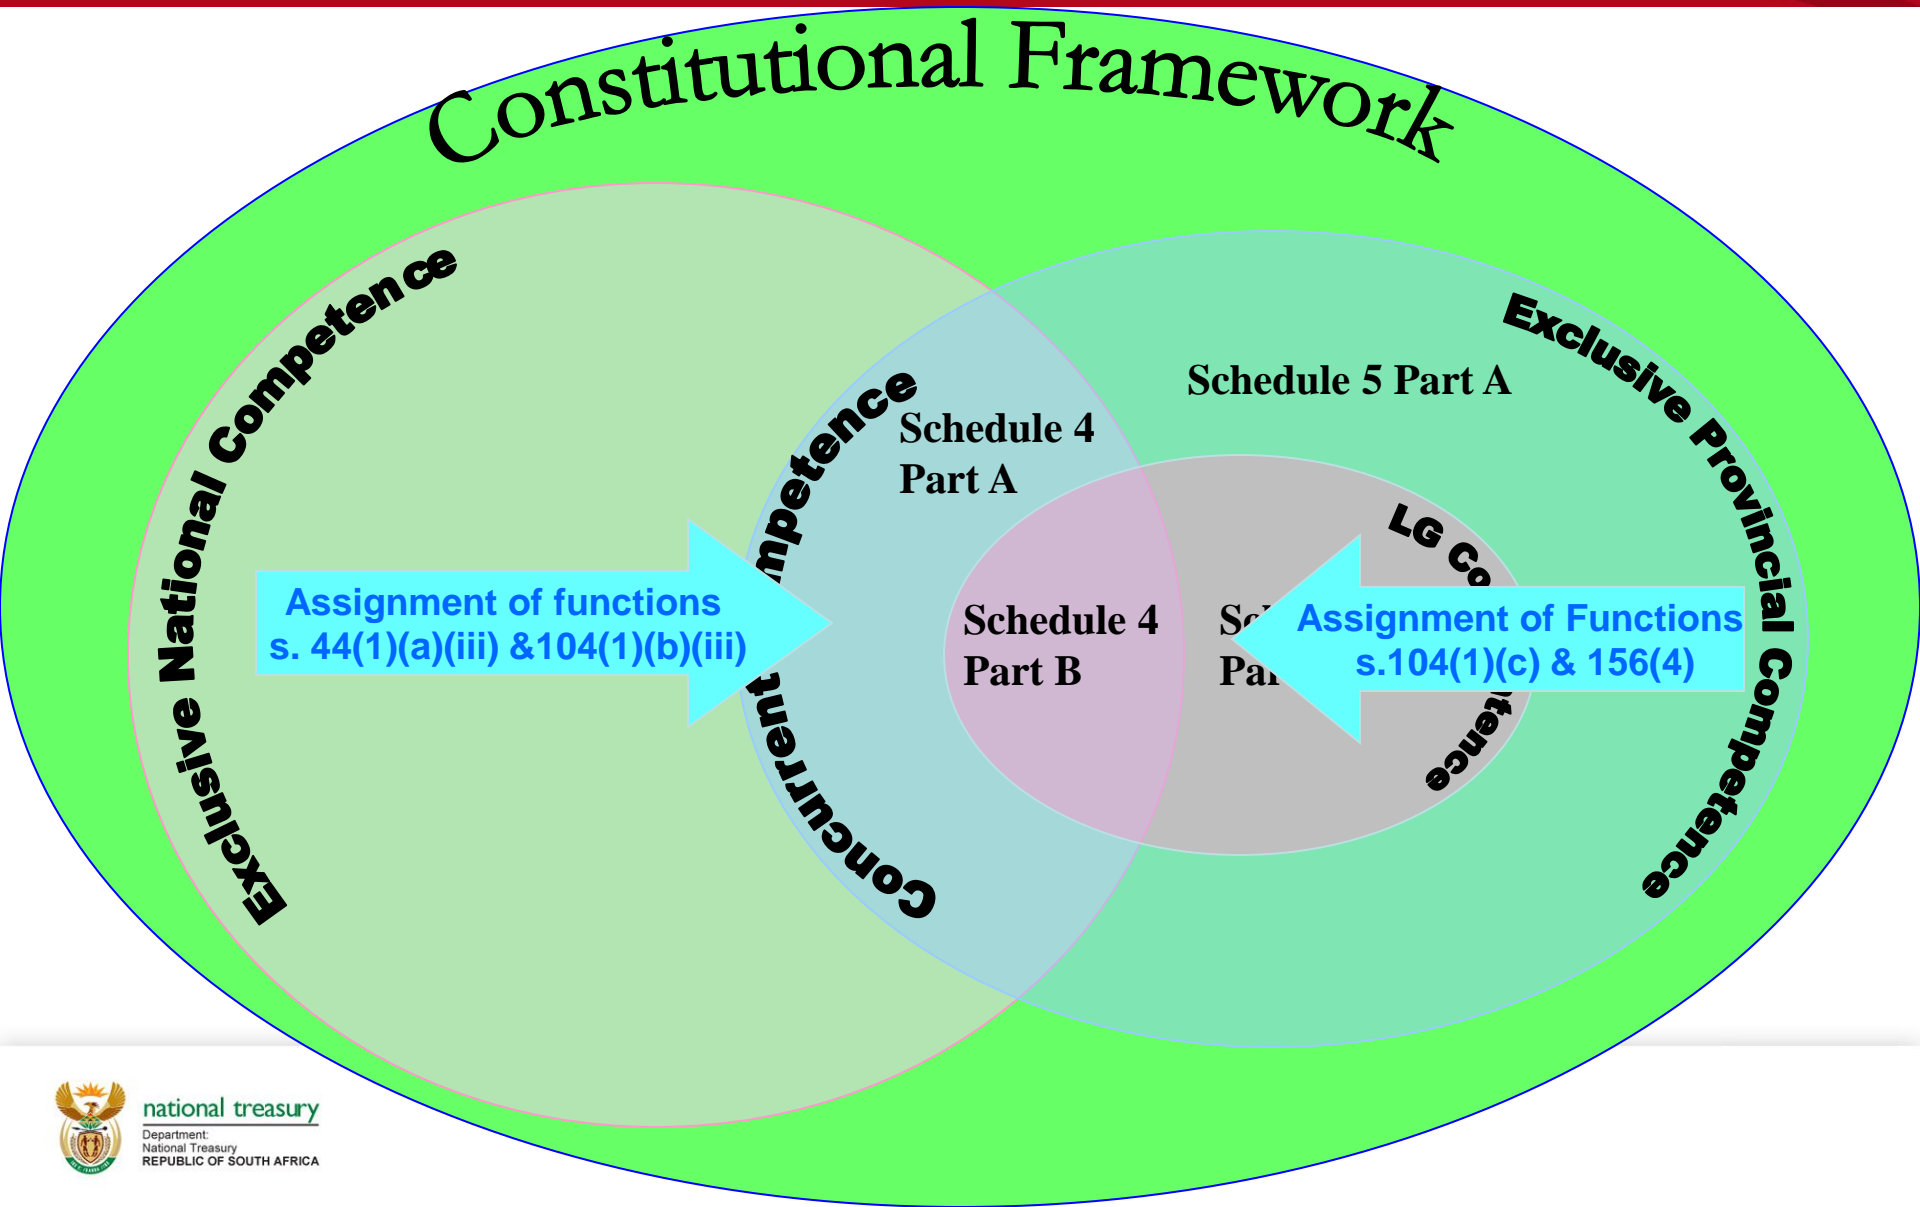 Constitutional Framework
Exclusive National Competence
Exclusive Provincial Competence
Schedule 5 Part A
Schedule 4
Part A
Concurrent
LG
Assignment of functions
s. 44(1)(a)(iii) &104(1)(b)(iii)
Schedule 4
Part B
Assignment of Functions
s.104(1)(c) & 156(4)
national treasury
Department:
National Treasury
REPUBLIC OF SOUTH AFRICA